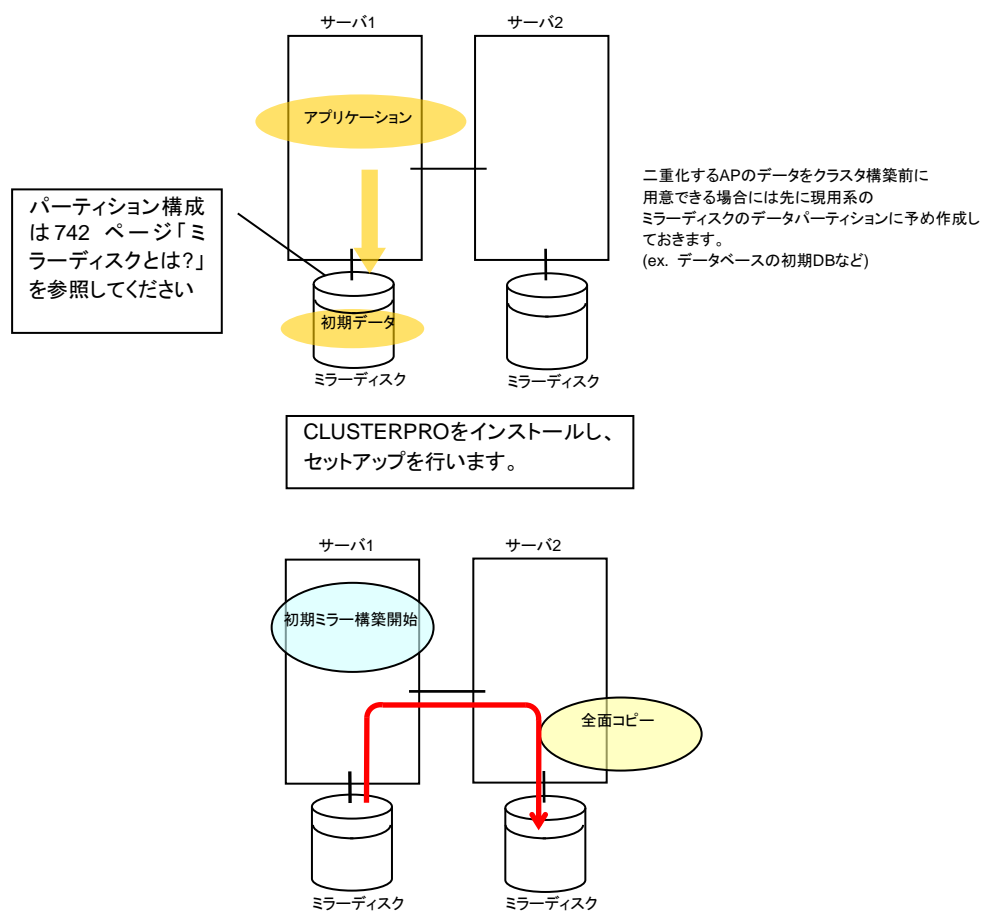 サーバ1
サーバ2
アプリケーション
二重化するAPのデータをクラスタ構築前に
用意できる場合には先に現用系の
ミラーディスクのデータパーティションに予め作成し
ておきます。
(ex. データベースの初期DBなど)
パーティション構成
は 742 ページ「ミ
ラーディスクとは?」
を参照してください
初期データ
ミラーディスク
ミラーディスク
CLUSTERPROをインストールし、
セットアップを行います。
サーバ1
サーバ2
初期ミラー構築開始
全面コピー
ミラーディスク
ミラーディスク